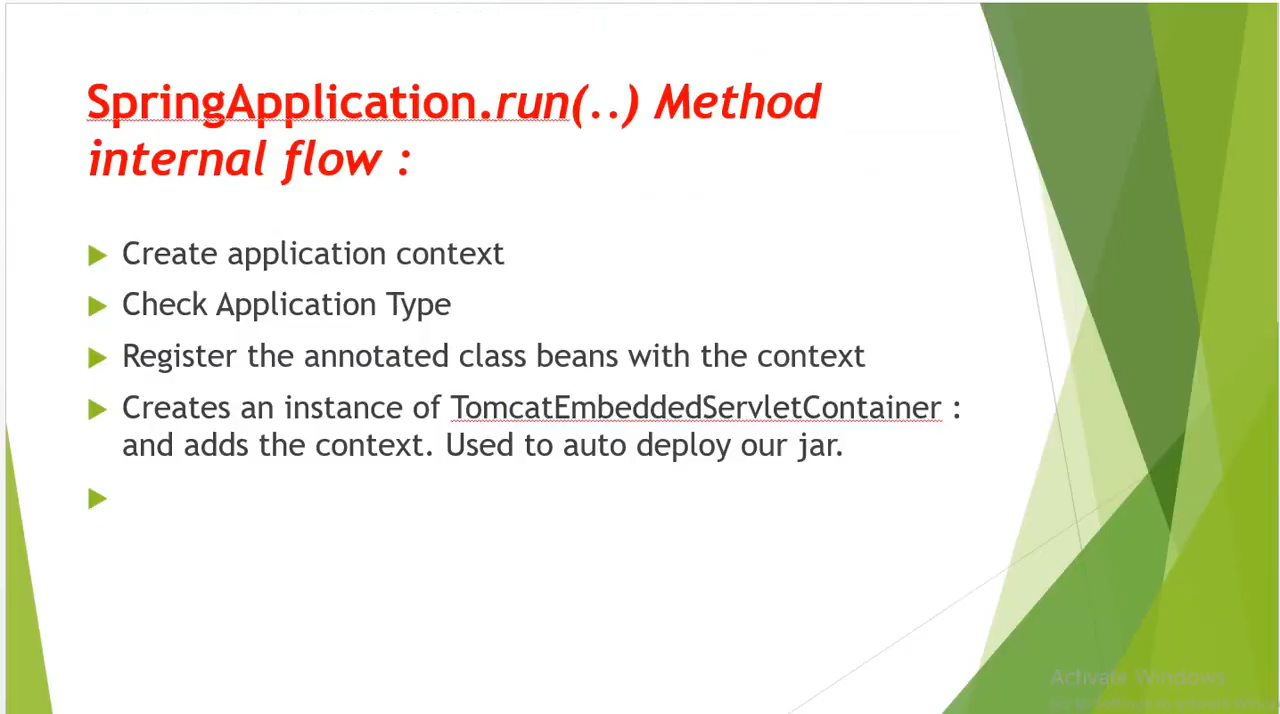 SpringApplication.run(..) Method
internal flow :
Create application context
Check Application Type
Register the annotated class beans with the context
Creates an instance of TomcatEmbeddedServletContainer :
and adds the context. Used to auto deploy our jar.
Activate Windows